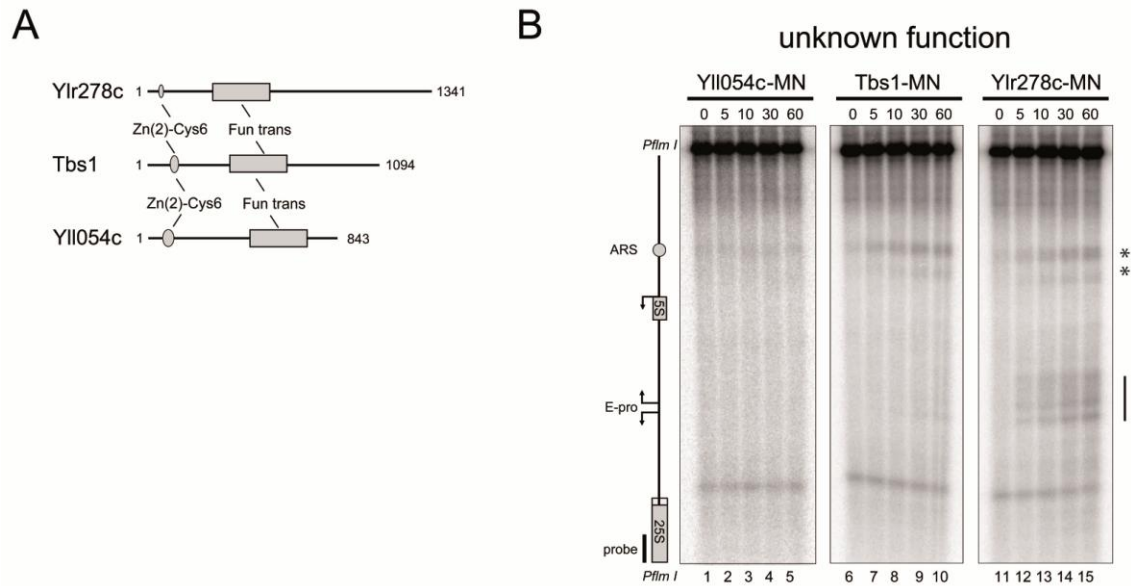 A
Ylr278c 1 1341
Zn(2)-Cys6 Fun trans
Tbs1 1 1094
Zn(2)-Cys6 Fun trans
Yll054c 1 843
B
unknown function
Yll054c-MN Tbs1-MN Ylr278c-MN
0 5 10 30 60 0 5 10 30 60 0 5 10 30 60
Pflm I
ARS *
*
5S
E-pro
25S
probe
Pflm I 1 2 3 4 5 6 7 8 9 10 11 12 13 14 15